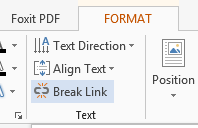 Foxit PDF
FORMAT
Text Direction
Align Text
Break Link
Text
Position